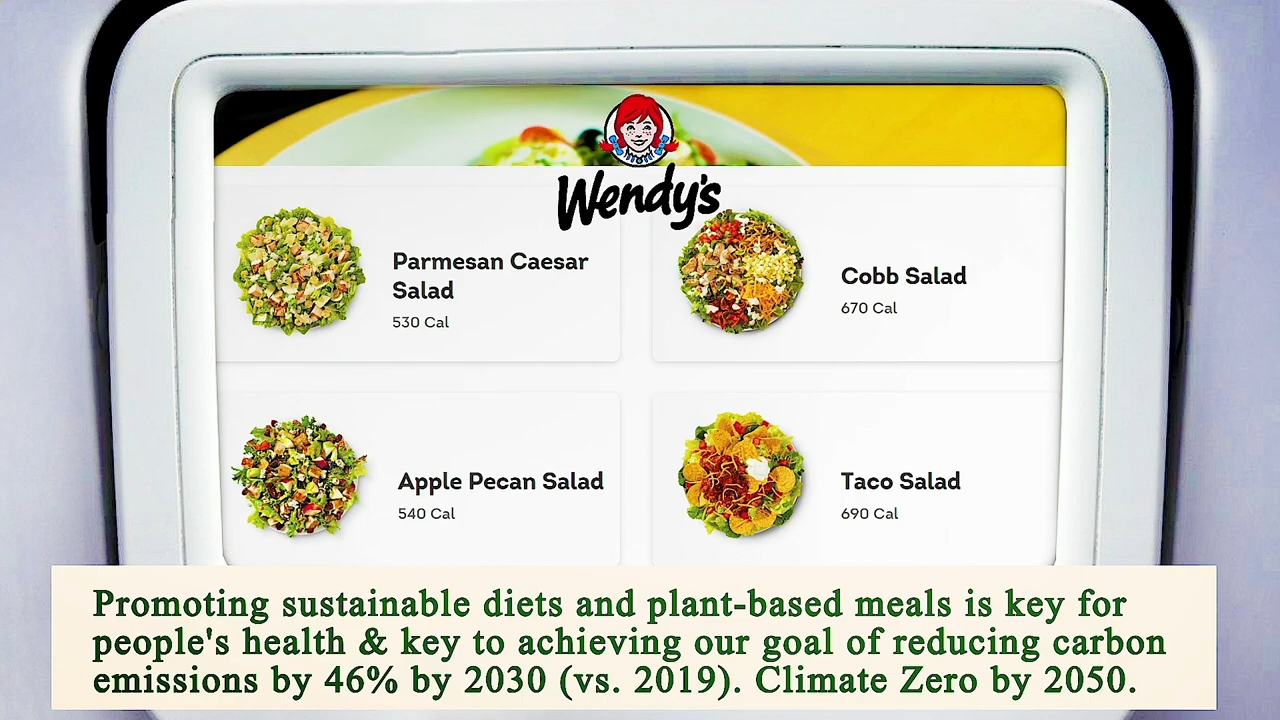 Wendy's
Parmesan Caesar
Salad
530 Cal
Cobb Salad
670 Cal
Apple Pecan Salad
540 Cal
Taco Salad
690 Cal
Promoting sustainable diets and plant-based meals is key for
people's health & key to achieving our goal of reducing carbon
emissions by 46% by 2030 (vs. 2019). Climate Zero by 2050.